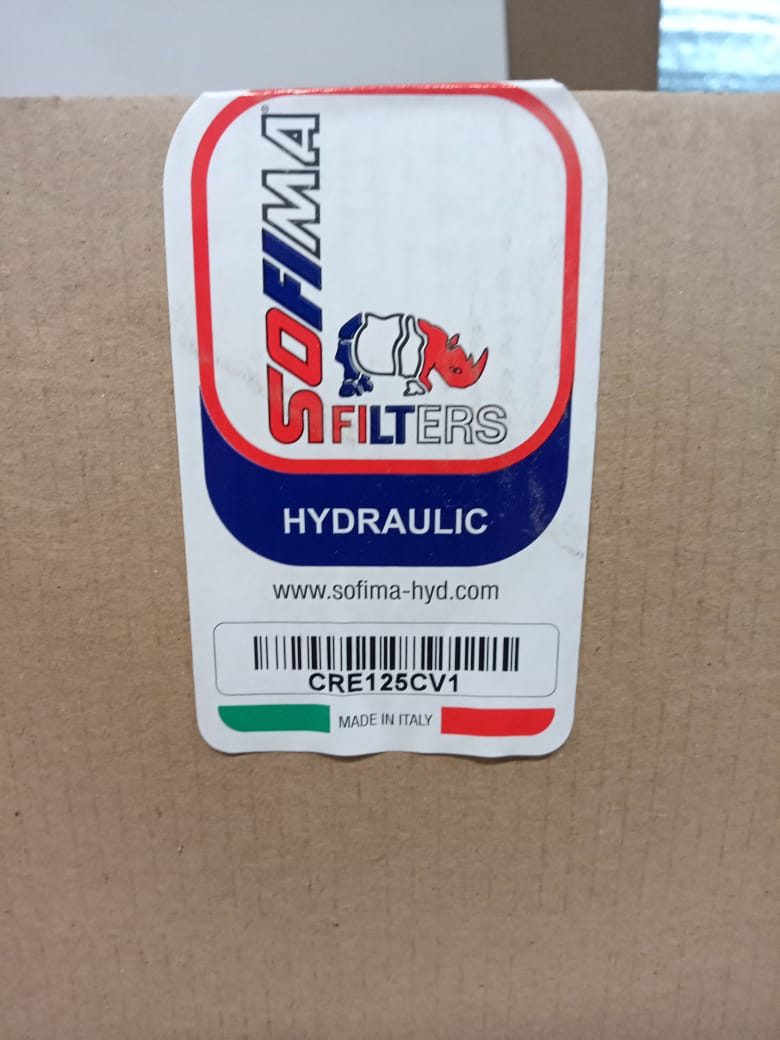 SOFIMA®
FILTERS
HYDRAULIC
www.sofima-hyd.com
CRE125CV1
MADE IN ITALY